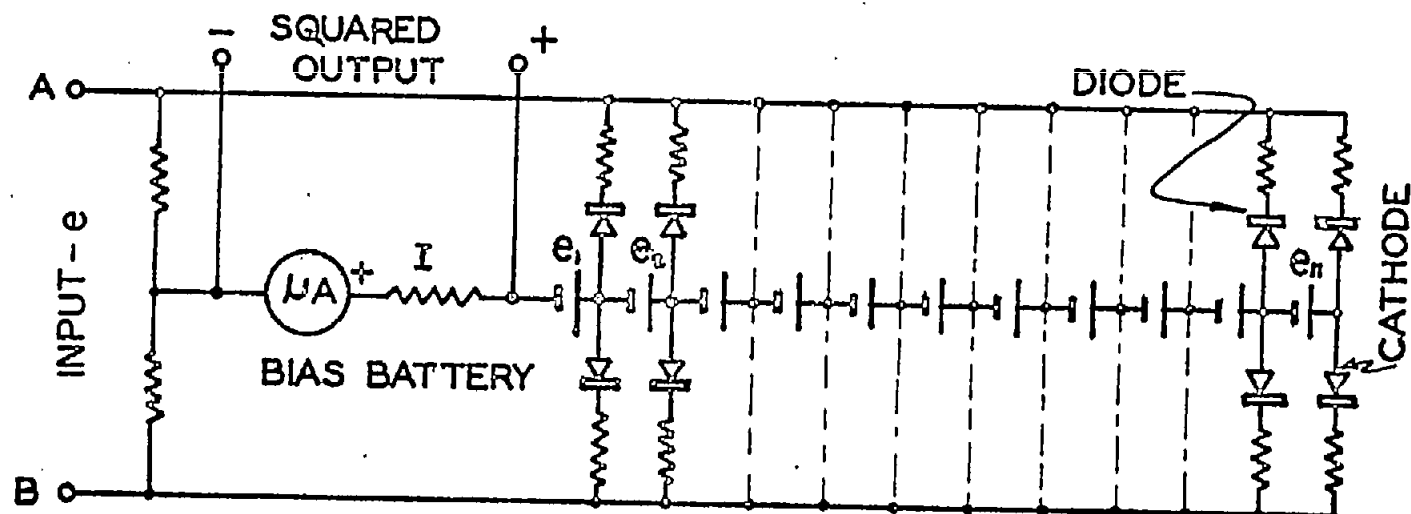 − SQUARED +
OUTPUT
A
DIODE
INPUT - e
μA + I
e₁
e₂
eₙ
CATHODE
BIAS BATTERY
B